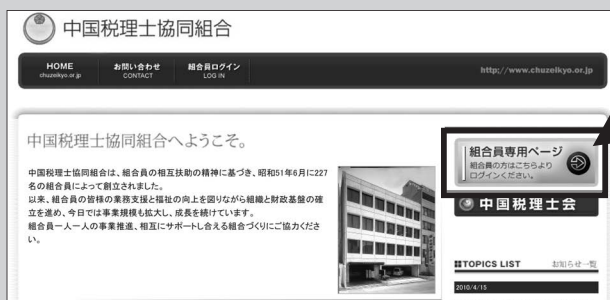 中国税理士協同組合
HOME
chuzeikyo.or.jp
お問い合わせ
CONTACT
組合員ログイン
LOG IN
http://www.chuzeikyo.or.jp
中国税理士協同組合へようこそ。
中国税理士協同組合は、組合員の相互扶助の精神に基づき、昭和51年6月に227
名の組合員によって創立されました。
以来、組合員の皆様の業務支援と福祉の向上を図りながら組織と財政基盤の確
立を進め、今日では事業規模も拡大し、成長を続けています。
組合員一人一人の事業推進、相互にサポートし合える組合づくりにご協力くださ
い。
組合員専用ページ
組合員の方はこちらより
ログインください。
中国税理士会
TOPICS LIST
お知らせ一覧
2010/4/15